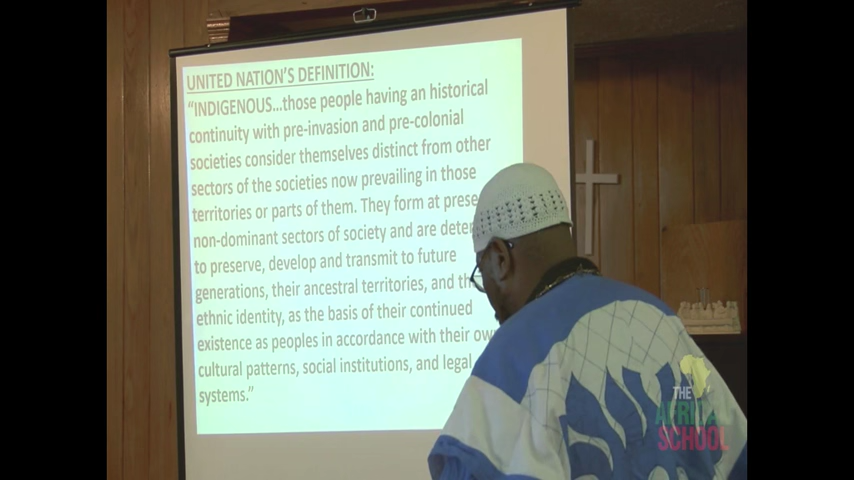 UNITED NATION'S DEFINITION:
“INDIGENOUS...those people having an historical
continuity with pre-invasion and pre-colonial
societies consider themselves distinct from other
sectors of the societies now prevailing in those
territories or parts of them. They form at prese
non-dominant sectors of society and are deter
to preserve, develop and transmit to future
generations, their ancestral territories, and th
ethnic identity, as the basis of their continued
existence as peoples in accordance with their own
cultural patterns, social institutions, and legal
systems.”
THE
AFRICAN
SCHOOL